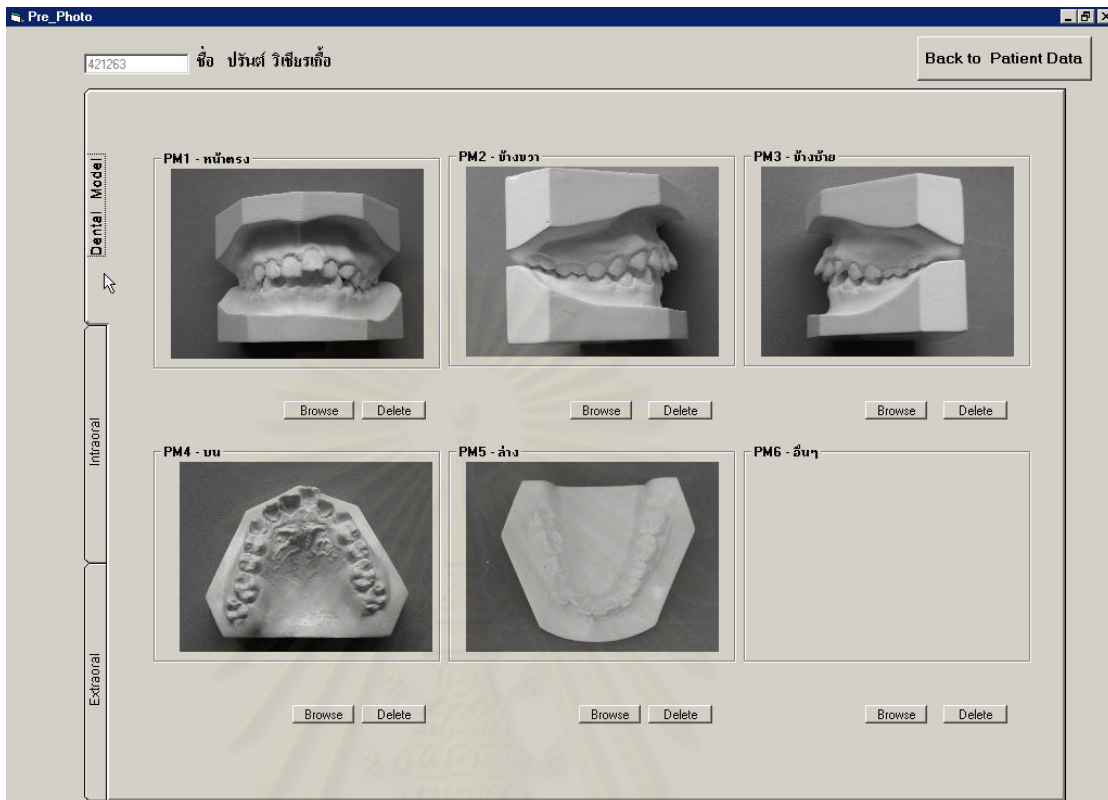 Pre_Photo
421263 ชื่อ ปรันต์ วิเชียรเกื้อ
Back to Patient Data
Dental Model
Intraoral
Extraoral
PM1 - หน้าตรง
PM2 - ข้างขวา
PM3 - ข้างซ้าย
Browse Delete
Browse Delete
Browse Delete
PM4 - บน
PM5 - ล่าง
PM6 - อื่นๆ
Browse Delete
Browse Delete
Browse Delete